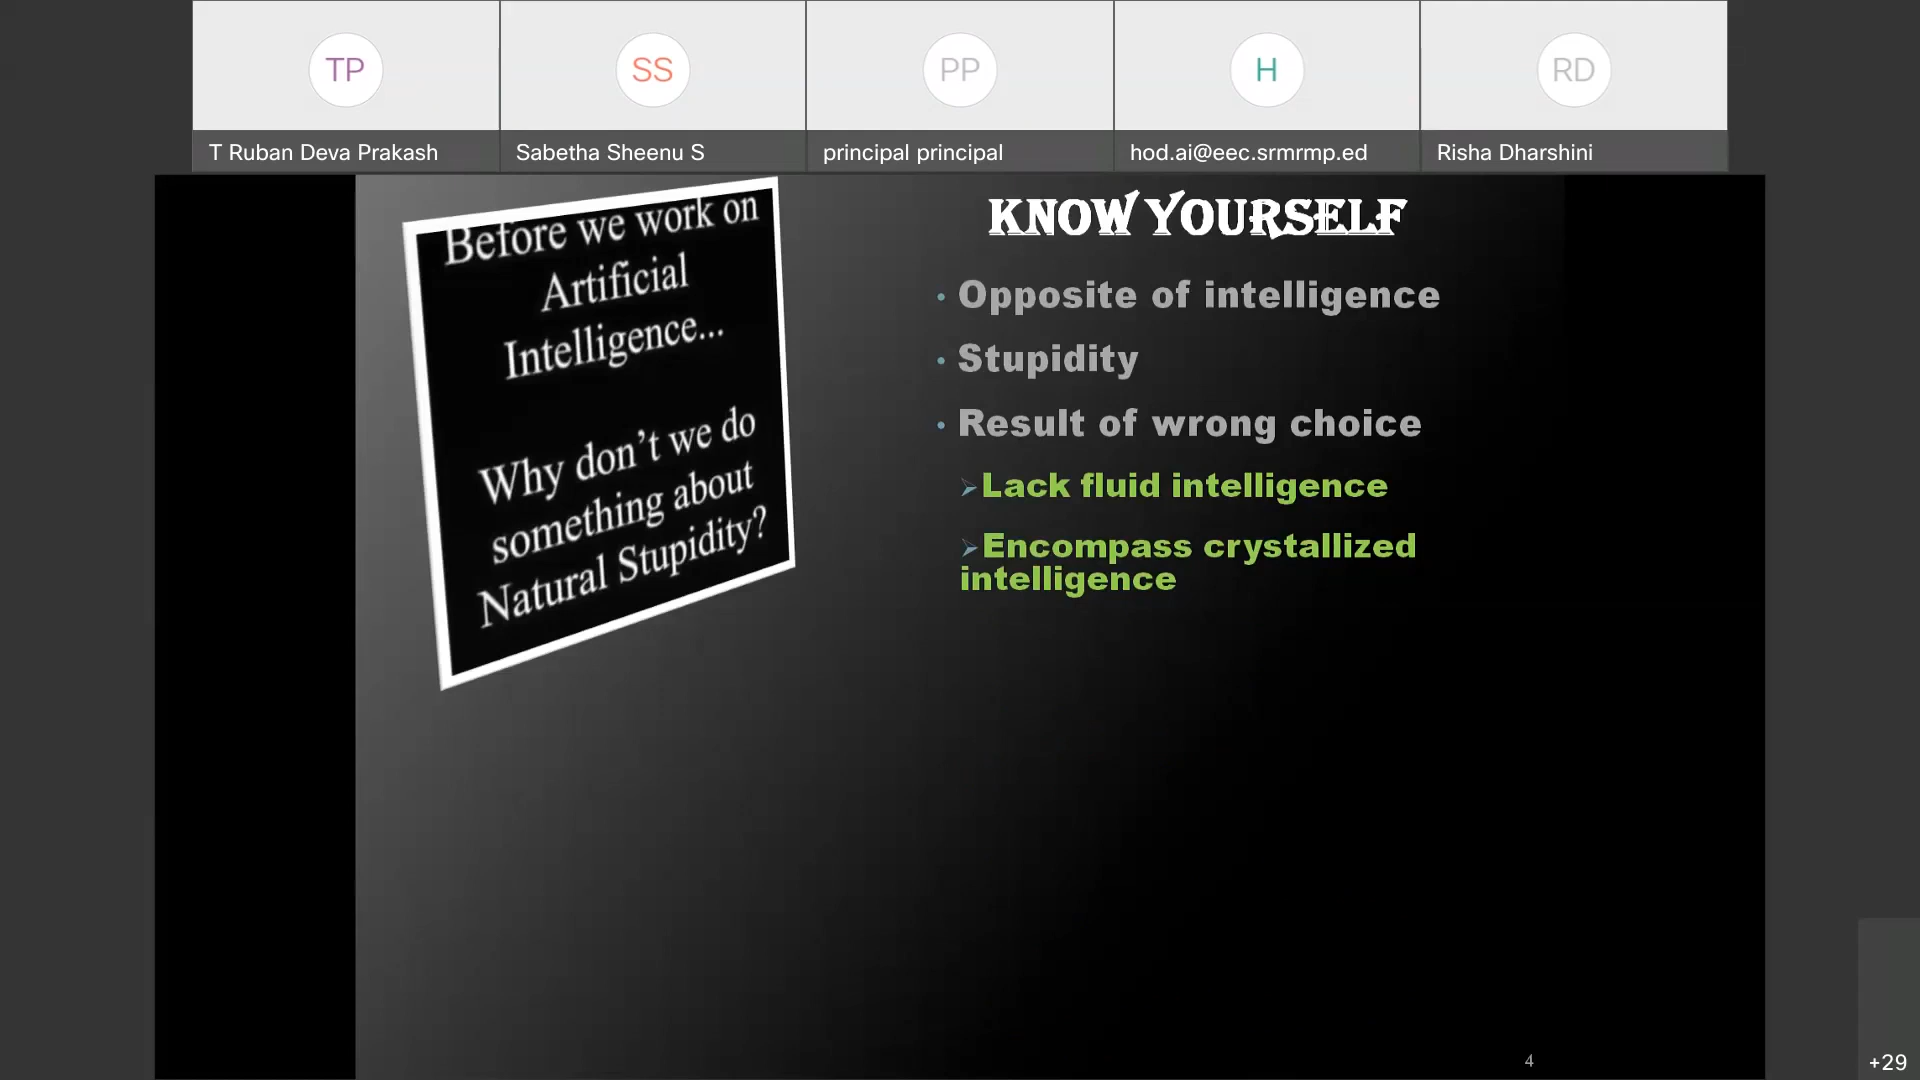 TP
SS
PP
H
RD
T Ruban Deva Prakash
Sabetha Sheenu S
principal principal
hod.ai@eec.srmrmp.ed
Risha Dharshini
Before we work on
Artificial
Intelligence...
Why don't we do
something about
Natural Stupidity?
KNOW YOURSELF
• Opposite of intelligence
• Stupidity
• Result of wrong choice
➢Lack fluid intelligence
➢Encompass crystallized
intelligence
4
+29